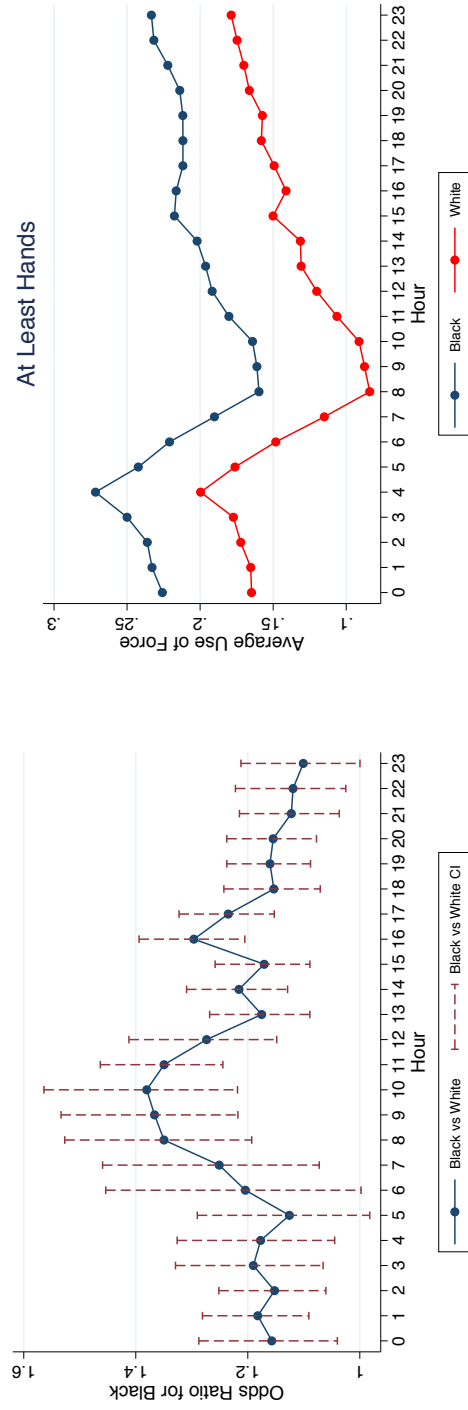 At Least Hands
Odds Ratio for Black
1.6
1.4
1.2
1
0 1 2 3 4 5 6 7 8 9 10 11 12 13 14 15 16 17 18 19 20 21 22 23
Hour
Black vs White Black vs White CI
Average Use of Force
.3
.25
.2
.15
.1
0 1 2 3 4 5 6 7 8 9 10 11 12 13 14 15 16 17 18 19 20 21 22 23
Hour
Black White